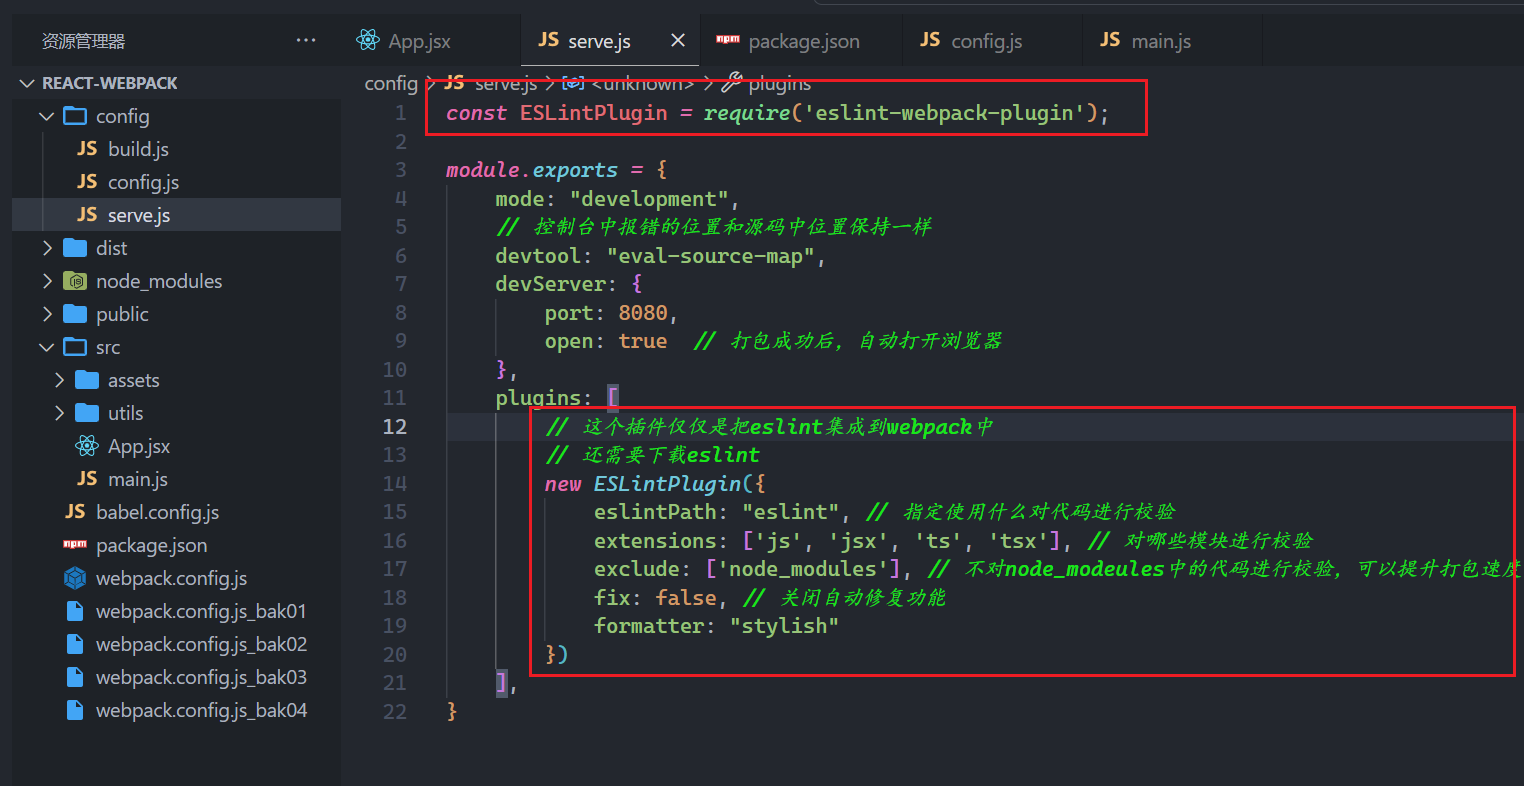 资源管理器 ···
App.jsx
JS serve.js
npm package.json
JS config.js
JS main.js
REACT-WEBPACK
config
JS build.js
JS config.js
JS serve.js
dist
node_modules
public
src
assets
utils
App.jsx
JS main.js
JS babel.config.js
npm package.json
webpack.config.js
webpack.config.js_bak01
webpack.config.js_bak02
webpack.config.js_bak03
webpack.config.js_bak04
config > JS serve.js > <unknown> > plugins
1 const ESLintPlugin = require('eslint-webpack-plugin');
2
3 module.exports = {
4 mode: "development",
5 // 控制台中报错的位置和源码中位置保持一样
6 devtool: "eval-source-map",
7 devServer: {
8 port: 8080,
9 open: true // 打包成功后，自动打开浏览器
10 },
11 plugins: [
12 // 这个插件仅仅是把eslint集成到webpack中
13 // 还需要下载eslint
14 new ESLintPlugin({
15 eslintPath: "eslint", // 指定使用什么对代码进行校验
16 extensions: ['js', 'jsx', 'ts', 'tsx'], // 对哪些模块进行校验
17 exclude: ['node_modules'], // 不对node_modeules中的代码进行校验，可以提升打包速度
18 fix: false, // 关闭自动修复功能
19 formatter: "stylish"
20 })
21 ],
22 }